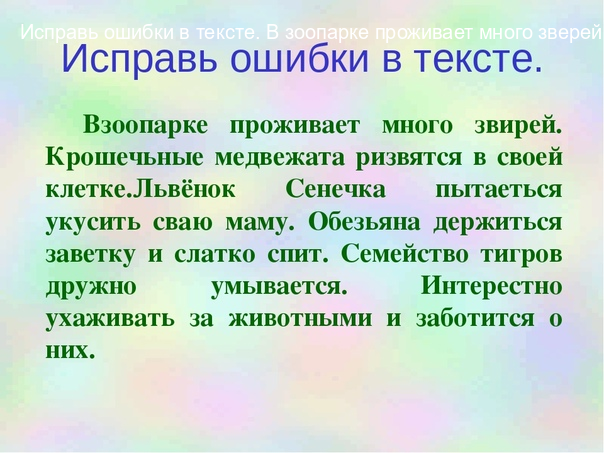 Исправь ошибки в тексте. В зоопарке проживает много зверей
Исправь ошибки в тексте.
Взоопарке проживает много звирей.
Крошечьные медвежата ризвятся в своей
клетке.Львёнок Сенечка пытаеться
укусить сваю маму. Обезьяна держиться
заветку и слатко спит. Семейство тигров
дружно умывается. Интерестно
ухаживать за животными и заботится о
них.